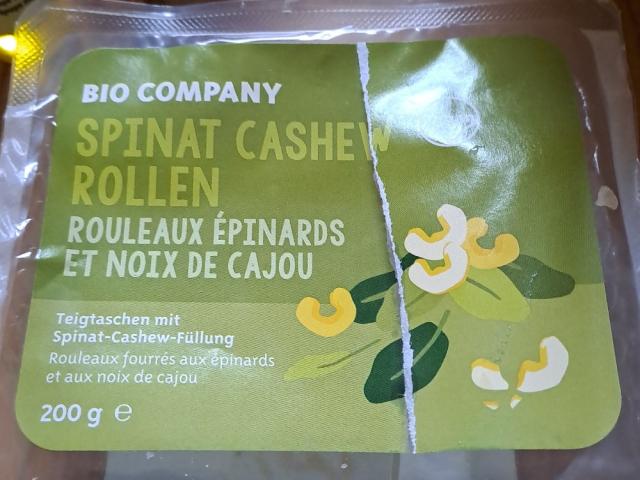 BIO COMPANY
SPINAT CASHEW
ROLLEN
ROULEAUX ÉPINARDS
ET NOIX DE CAJOU
Teigtaschen mit
Spinat-Cashew-Füllung
Rouleaux fourrés aux épinards
et aux noix de cajou
200 g ℮